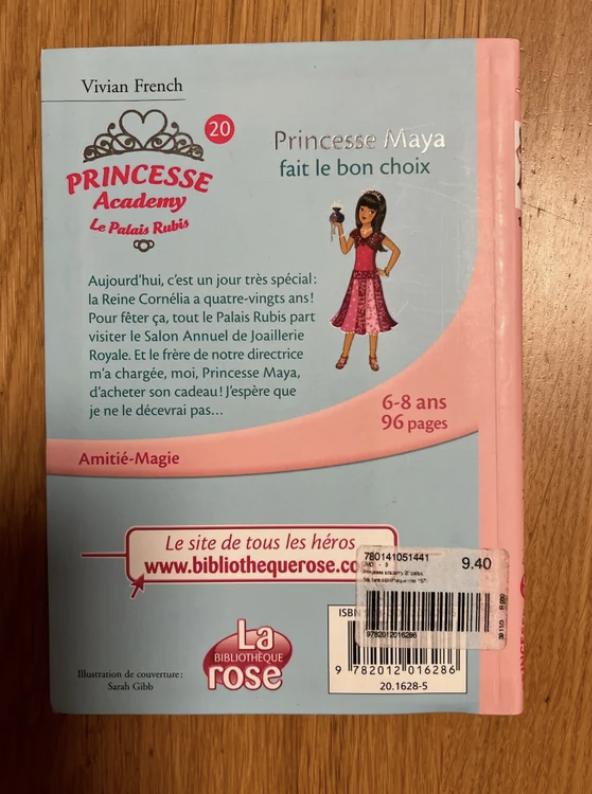 Vivian French
20
PRINCESSE
Academy
Le Palais Rubis
Princesse Maya
fait le bon choix
Aujourd'hui, c'est un jour très spécial :
la Reine Cornélia a quatre-vingts ans !
Pour fêter ça, tout le Palais Rubis part
visiter le Salon Annuel de Joaillerie
Royale. Et le frère de notre directrice
m'a chargée, moi, Princesse Maya,
d'acheter son cadeau ! J'espère que
je ne le décevrai pas...
6-8 ans
96 pages
Amitié-Magie
Le site de tous les héros
www.bibliothequerose.co
780141051441
9.40
9782012016286
ISBN
La
BIBLIOTHÈQUE
rose
9 782012 016286
20.1628-5
Illustration de couverture :
Sarah Gibb